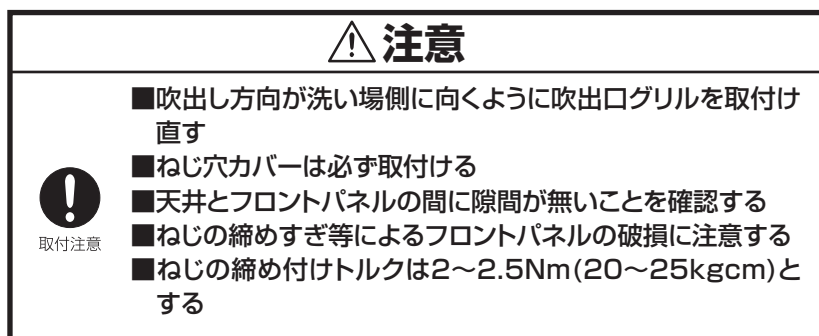 注意
■吹出し方向が洗い場側に向くように吹出口グリルを取付け
直す
■ねじ穴カバーは必ず取付ける
■天井とフロントパネルの間に隙間が無いことを確認する
取付注意
■ねじの締めすぎ等によるフロントパネルの破損に注意する
■ねじの締め付けトルクは2〜2.5Nm(20〜25kgcm)と
する